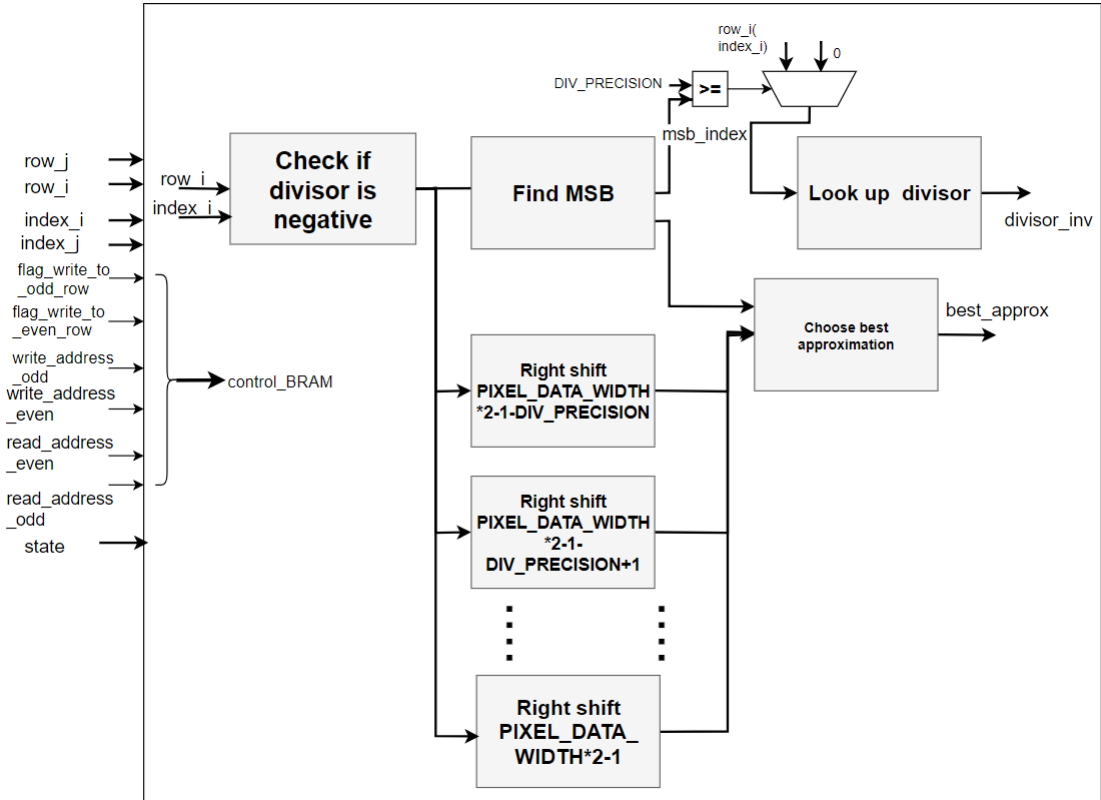 row_j
row_i
index_i
index_j
flag_write_to
_odd_row
flag_write_to
_even_row
write_address
_odd
write_address
_even
read_address
_even
read_address
_odd
state
control_BRAM
row_i
index_i
Check if
divisor is
negative
Find MSB
msb_index
DIV_PRECISION
>=
row_i(
index_i)
0
Look up divisor
divisor_inv
Choose best
approximation
best_approx
Right shift
PIXEL_DATA_WIDTH
*2-1-DIV_PRECISION
Right shift
PIXEL_DATA_WIDTH
*2-1-
DIV_PRECISION+1
Right shift
PIXEL_DATA_
WIDTH*2-1